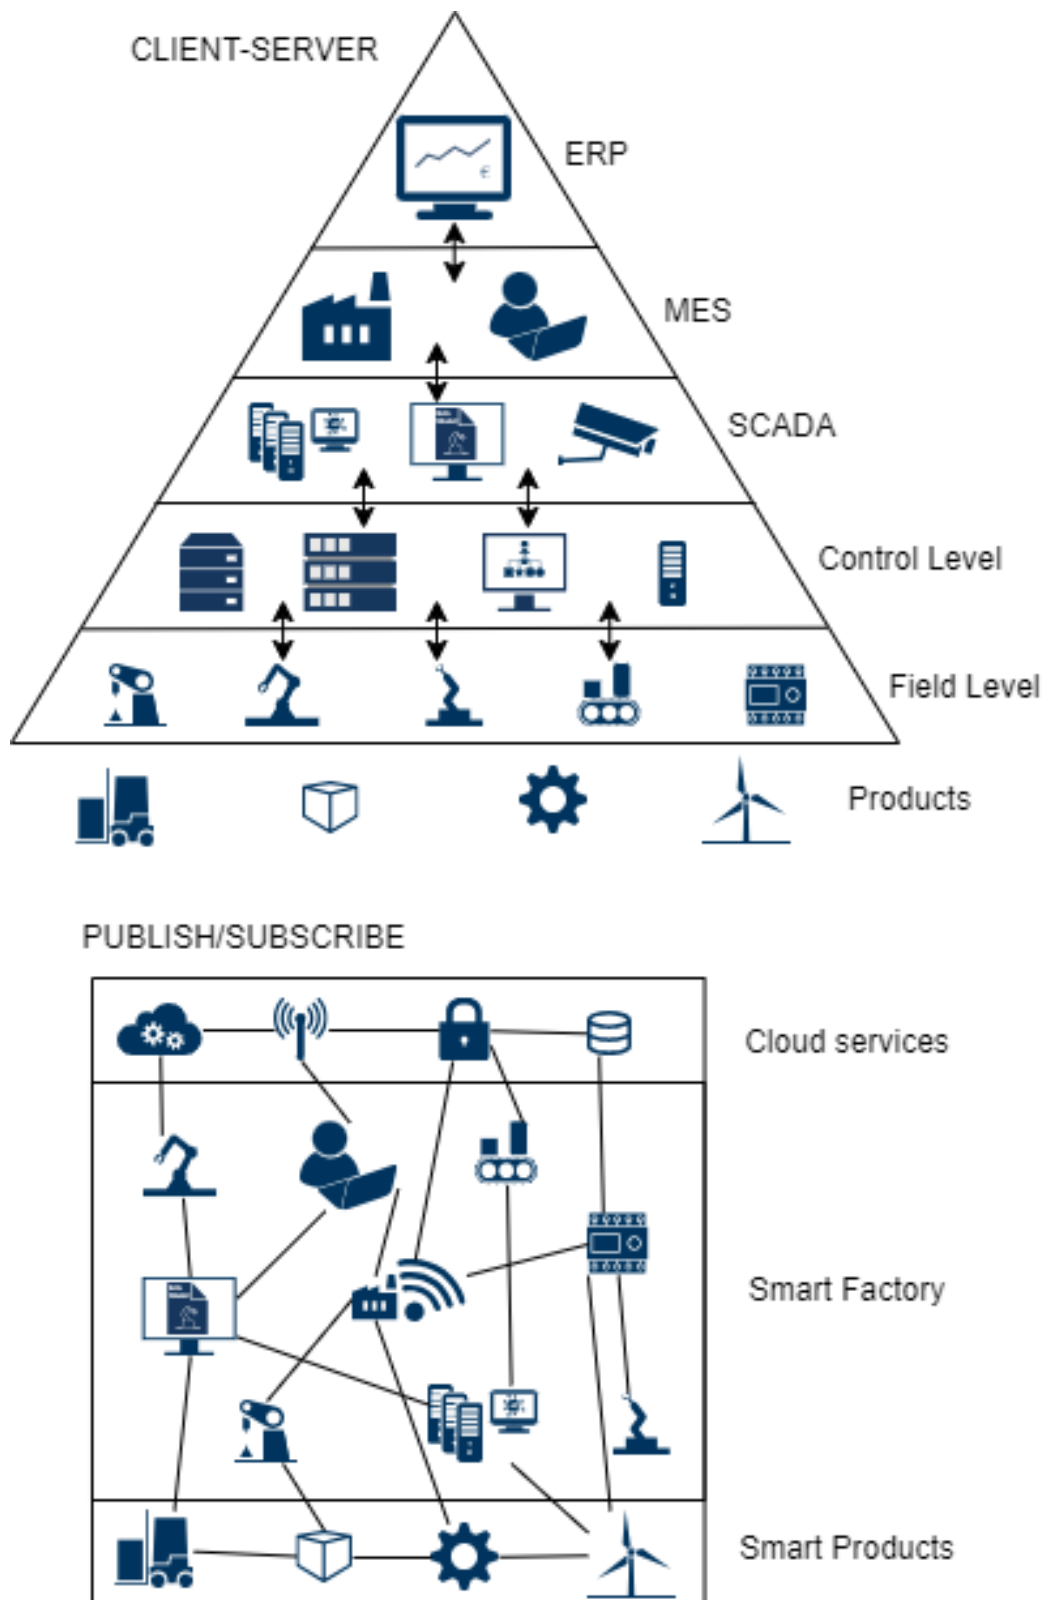 CLIENT-SERVER
ERP
€
MES
SCADA
Control Level
Field Level
Products
PUBLISH/SUBSCRIBE
Cloud services
Smart Factory
Smart Products